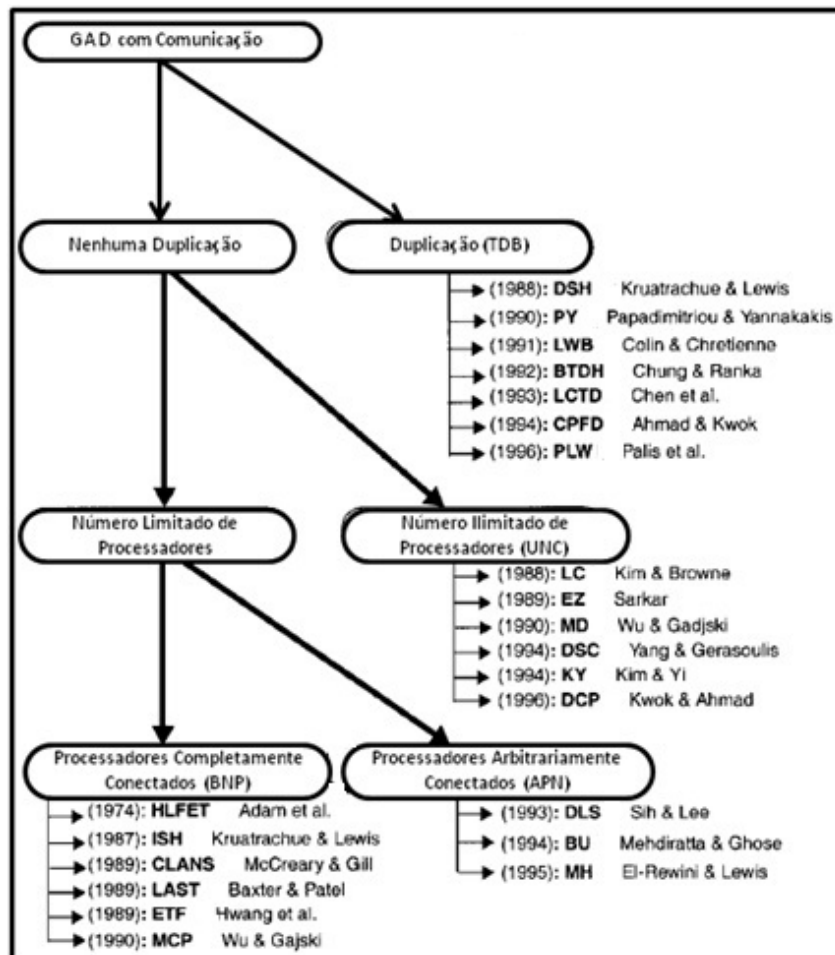 GAD com Comunicação
Nenhuma Duplicação
Duplicação (TDB)
(1988): DSH Kruatrachue & Lewis
(1990): PY Papadimitriou & Yannakakis
(1991): LWB Colin & Chretienne
(1992): BTDH Chung & Ranka
(1993): LCTD Chen et al.
(1994): CPFD Ahmad & Kwok
(1996): PLW Palis et al.
Número Limitado de
Processadores
Número Ilimitado de
Processadores (UNC)
(1988): LC Kim & Browne
(1989): EZ Sarkar
(1990): MD Wu & Gadjski
(1994): DSC Yang & Gerasoulis
(1994): KY Kim & Yi
(1996): DCP Kwok & Ahmad
Processadores Completamente
Conectados (BNP)
(1974): HLFET Adam et al.
(1987): ISH Kruatrachue & Lewis
(1989): CLANS McCreary & Gill
(1989): LAST Baxter & Patel
(1989): ETF Hwang et al.
(1990): MCP Wu & Gajski
Processadores Arbitrariamente
Conectados (APN)
(1993): DLS Sih & Lee
(1994): BU Mehdiratta & Ghose
(1995): MH El-Rewini & Lewis